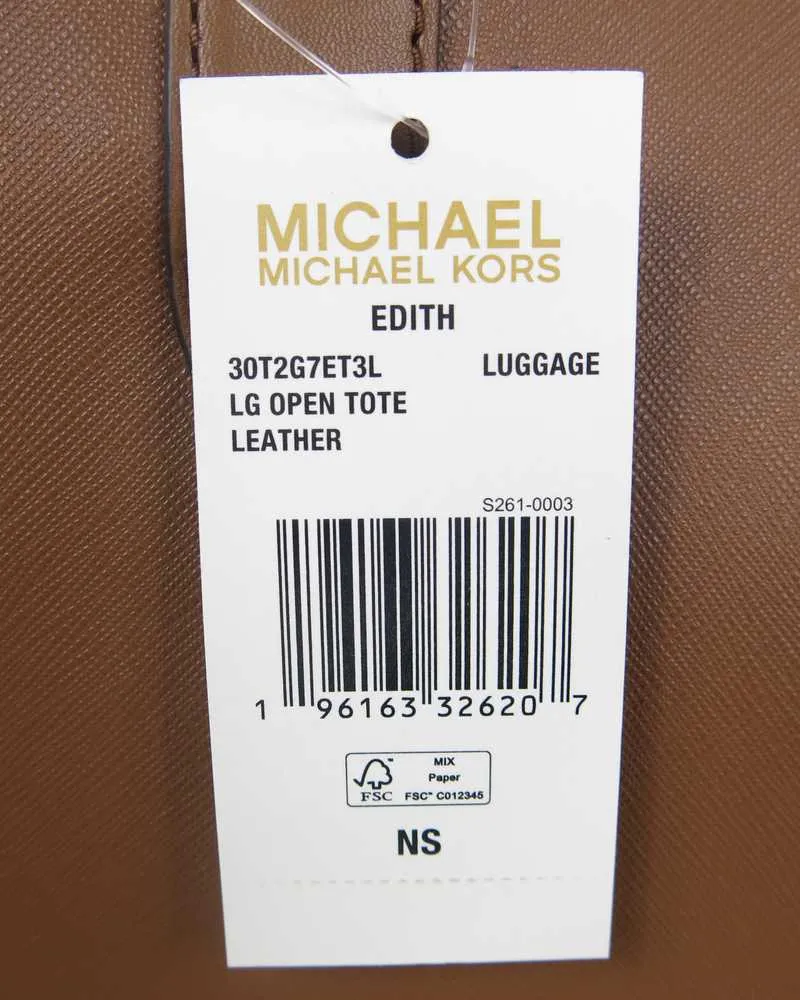 MICHAEL
MICHAEL KORS
EDITH
30T2G7ET3L LUGGAGE
LG OPEN TOTE
LEATHER
S261-0003
1 96163 32620 7
MIX
Paper
FSC FSC™ C012345
NS